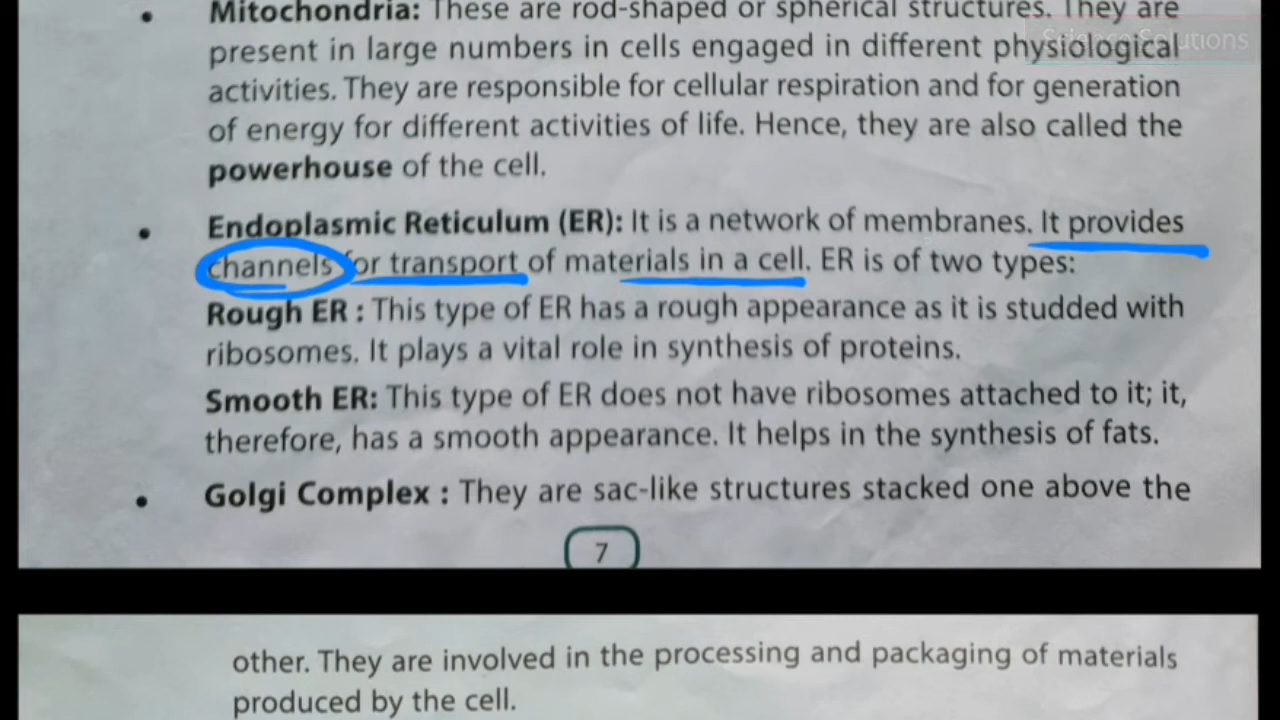 • Mitochondria: These are rod-shaped or spherical structures. They are
Science Solutions
present in large numbers in cells engaged in different physiological
activities. They are responsible for cellular respiration and for generation
of energy for different activities of life. Hence, they are also called the
powerhouse of the cell.
• Endoplasmic Reticulum (ER): It is a network of membranes. It provides
channels for transport of materials in a cell. ER is of two types:
Rough ER : This type of ER has a rough appearance as it is studded with
ribosomes. It plays a vital role in synthesis of proteins.
Smooth ER: This type of ER does not have ribosomes attached to it; it,
therefore, has a smooth appearance. It helps in the synthesis of fats.
• Golgi Complex : They are sac-like structures stacked one above the
7
other. They are involved in the processing and packaging of materials
produced by the cell.